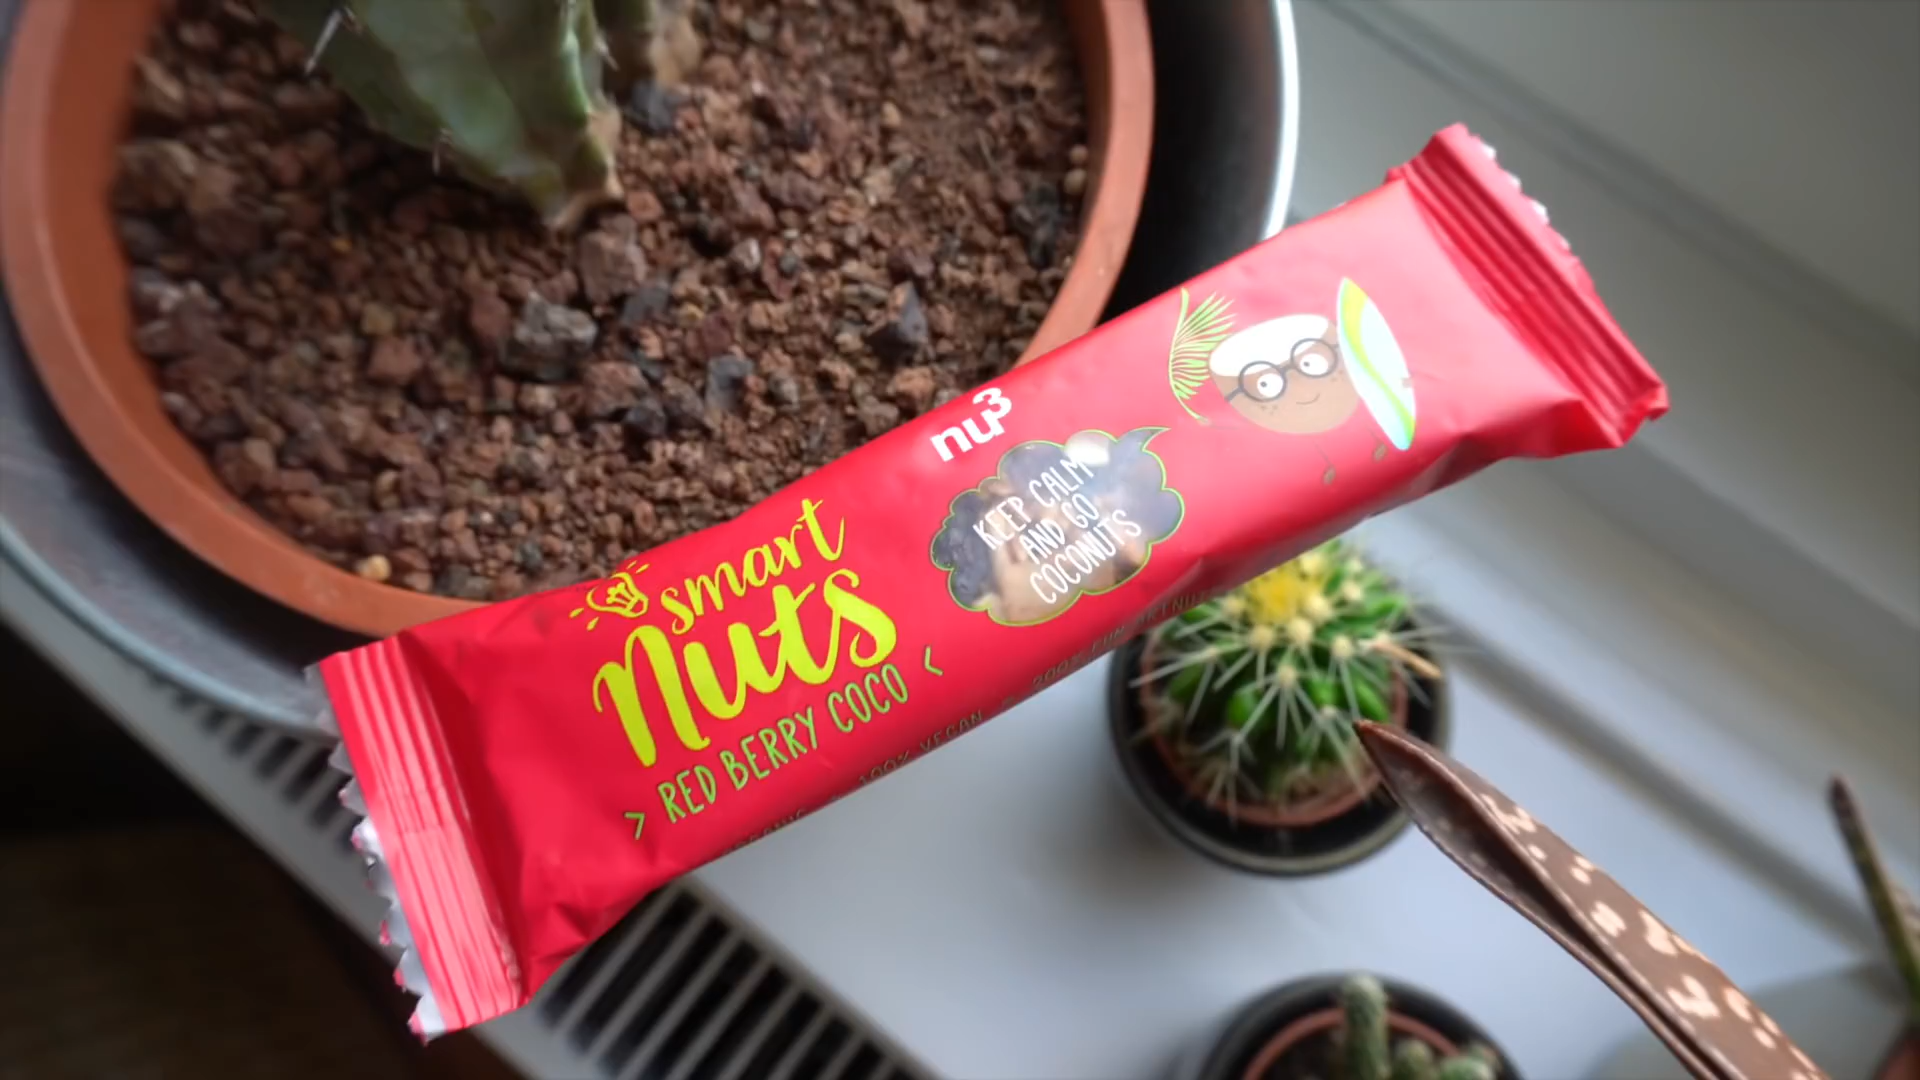 nu3
smart
Nuts
> RED BERRY COCO <
KEEP CALM
AND GO
COCONUTS
100% VEGAN